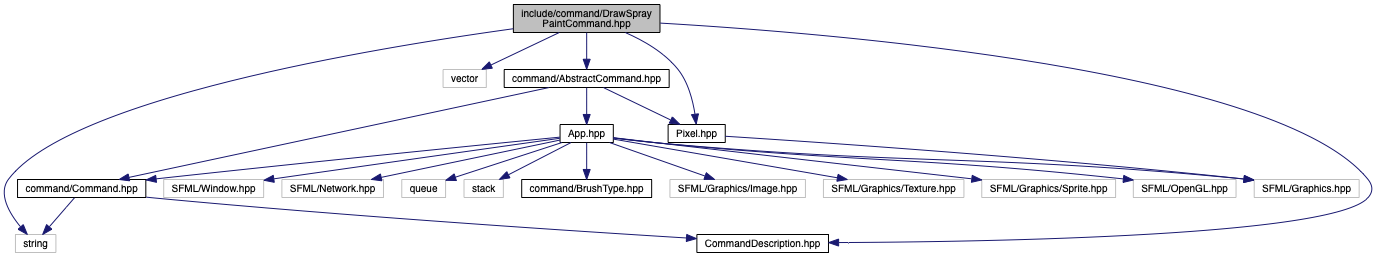 include/command/DrawSpray
PaintCommand.hpp
vector
command/AbstractCommand.hpp
App.hpp
Pixel.hpp
command/Command.hpp
SFML/Window.hpp
SFML/Network.hpp
queue
stack
command/BrushType.hpp
SFML/Graphics/Image.hpp
SFML/Graphics/Texture.hpp
SFML/Graphics/Sprite.hpp
SFML/OpenGL.hpp
SFML/Graphics.hpp
string
CommandDescription.hpp